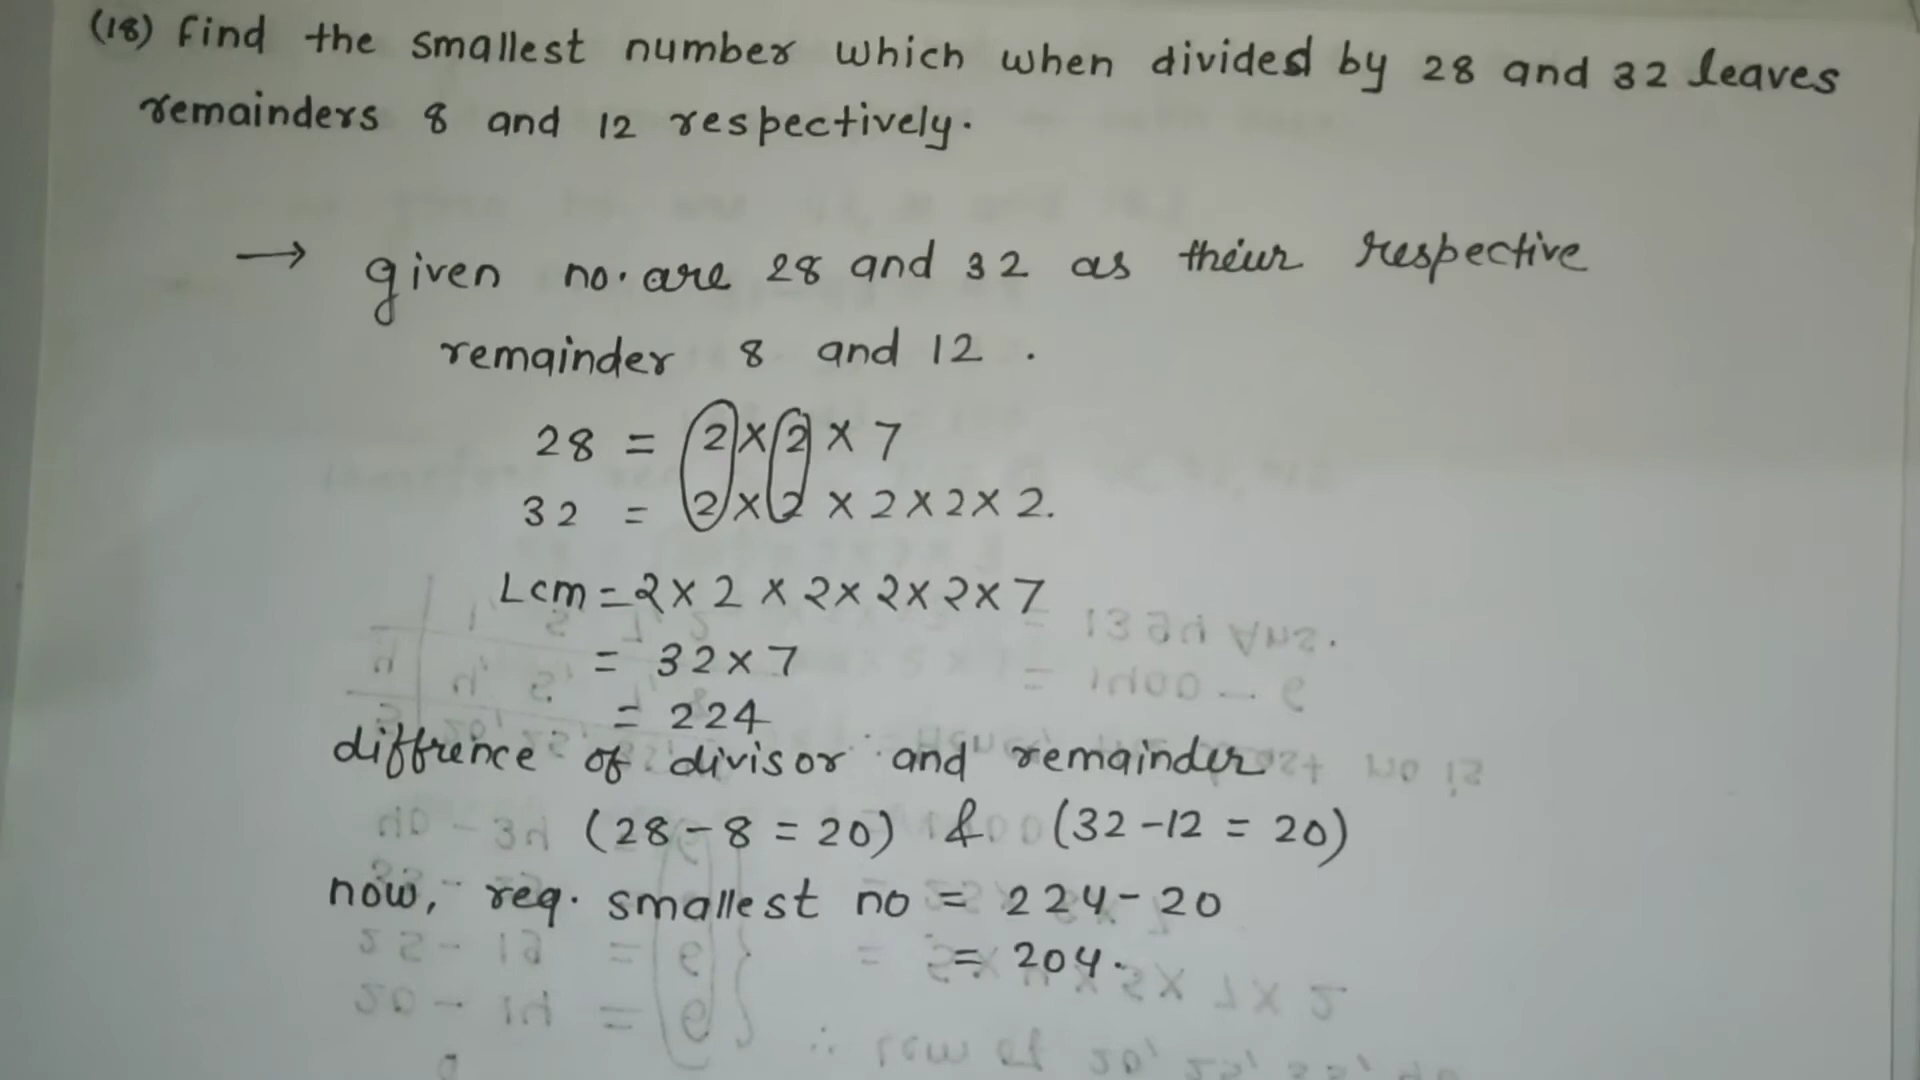 (18) Find the smallest number which when divided by 28 and 32 leaves
remainders 8 and 12 respectively.
→ given no. are 28 and 32 as their respective
remainder 8 and 12 .
28 = 2 × 2 × 7
32 = 2 × 2 × 2 × 2 × 2.
Lcm = 2 × 2 × 2 × 2 × 2 × 7
= 32 × 7
= 224
diffrence of divisor and remainder
(28 - 8 = 20) & (32 - 12 = 20)
now, req. smallest no = 224 - 20
= 204.